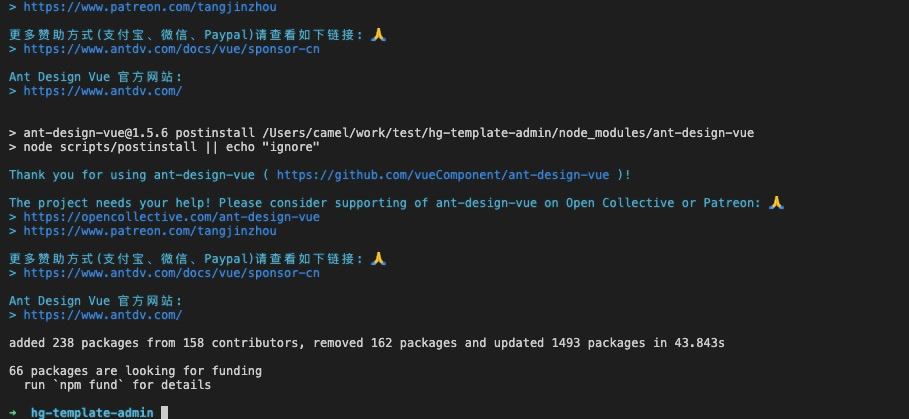 > https://www.patreon.com/tangjinzhou
更多赞助方式(支付宝、微信、Paypal)请查看如下链接: 🙏
> https://www.antdv.com/docs/vue/sponsor-cn
Ant Design Vue 官方网站:
> https://www.antdv.com/
> ant-design-vue@1.5.6 postinstall /Users/camel/work/test/hg-template-admin/node_modules/ant-design-vue
> node scripts/postinstall || echo "ignore"
Thank you for using ant-design-vue ( https://github.com/vueComponent/ant-design-vue )!
The project needs your help! Please consider supporting of ant-design-vue on Open Collective or Patreon: 🙏
> https://opencollective.com/ant-design-vue
> https://www.patreon.com/tangjinzhou
更多赞助方式(支付宝、微信、Paypal)请查看如下链接: 🙏
> https://www.antdv.com/docs/vue/sponsor-cn
Ant Design Vue 官方网站:
> https://www.antdv.com/
added 238 packages from 158 contributors, removed 162 packages and updated 1493 packages in 43.843s
66 packages are looking for funding
run `npm fund` for details
➜ hg-template-admin